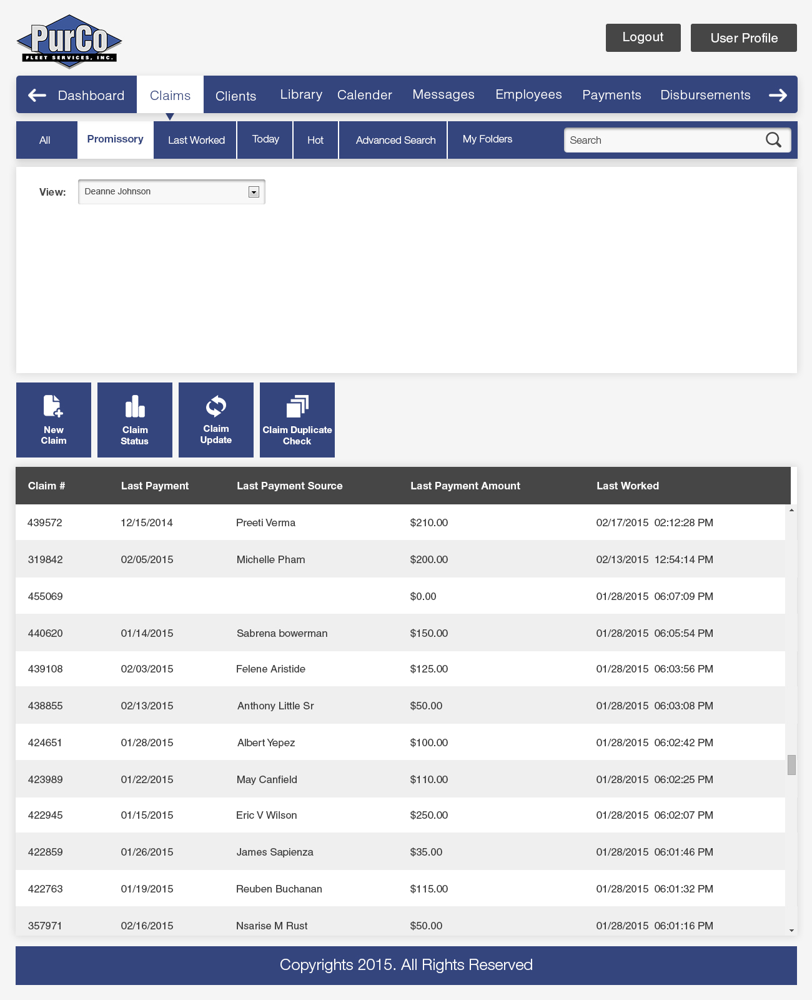 PurCo
FLEET SERVICES, INC.
Logout
User Profile
Dashboard Claims Clients Library Calender Messages Employees Payments Disbursements
All Promissory Last Worked Today Hot Advanced Search My Folders Search
View: Deanne Johnson
New Claim
Claim Status
Claim Update
Claim Duplicate Check
Claim # Last Payment Last Payment Source Last Payment Amount Last Worked
439572 12/15/2014 Preeti Verma $210.00 02/17/2015 02:12:28 PM
319842 02/05/2015 Michelle Pham $200.00 02/13/2015 12:54:14 PM
455069 $0.00 01/28/2015 06:07:09 PM
440620 01/14/2015 Sabrena bowerman $150.00 01/28/2015 06:05:54 PM
439108 02/03/2015 Felene Aristide $125.00 01/28/2015 06:03:56 PM
438855 02/13/2015 Anthony Little Sr $50.00 01/28/2015 06:03:08 PM
424651 01/28/2015 Albert Yepez $100.00 01/28/2015 06:02:42 PM
423989 01/22/2015 May Canfield $110.00 01/28/2015 06:02:25 PM
422945 01/15/2015 Eric V Wilson $250.00 01/28/2015 06:02:07 PM
422859 01/26/2015 James Sapienza $35.00 01/28/2015 06:01:46 PM
422763 01/19/2015 Reuben Buchanan $115.00 01/28/2015 06:01:32 PM
357971 02/16/2015 Nsarise M Rust $50.00 01/28/2015 06:01:16 PM
Copyrights 2015. All Rights Reserved